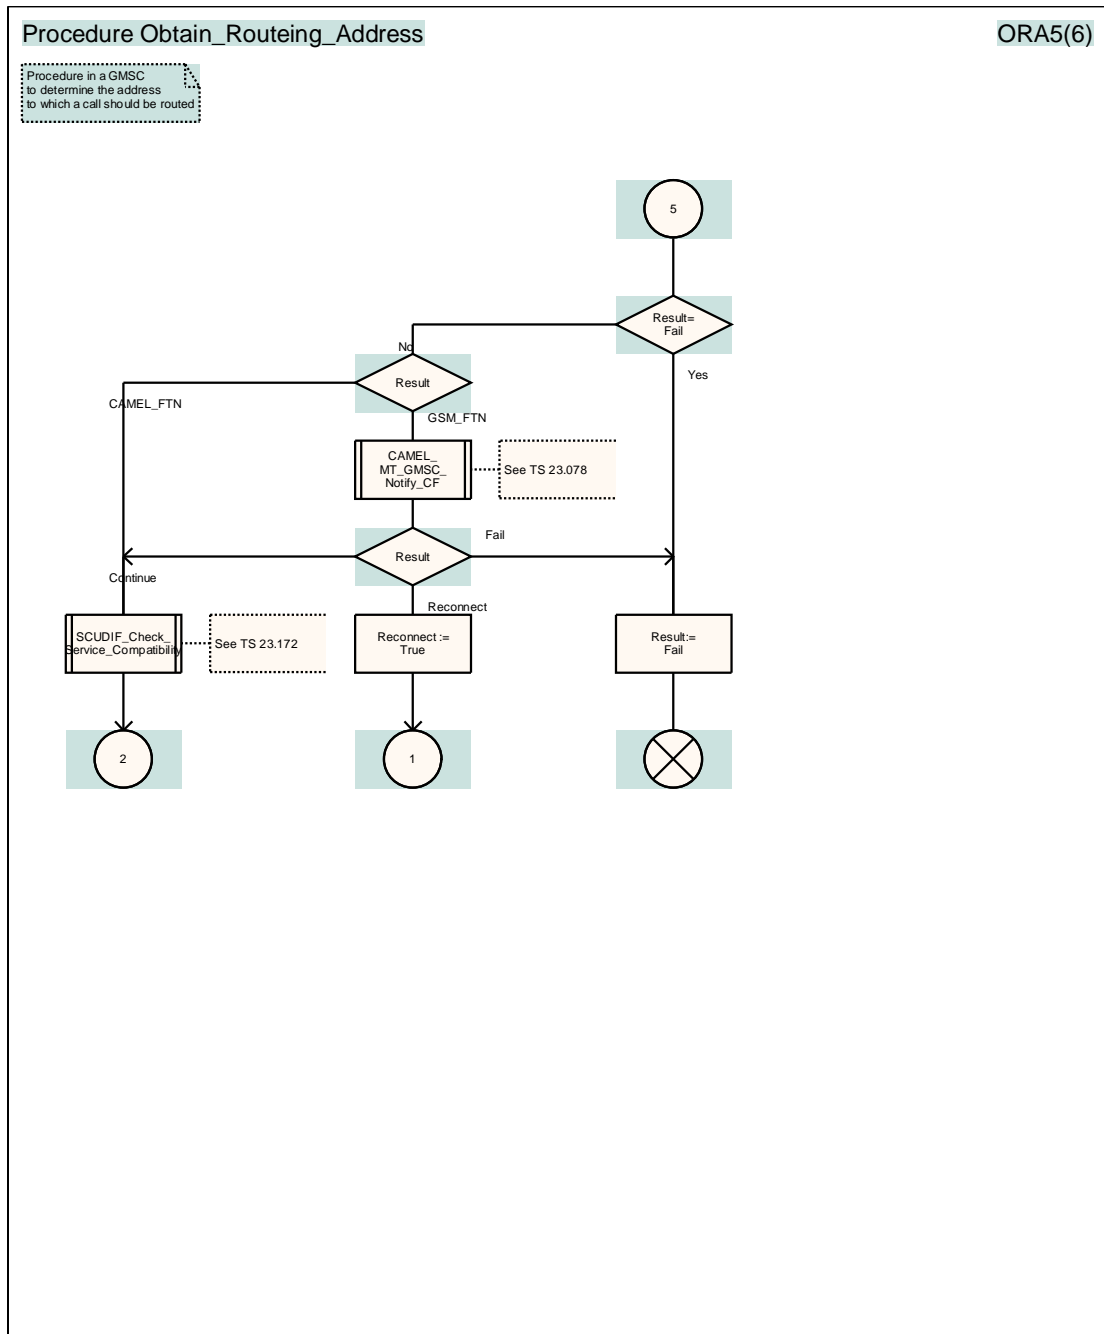 Procedure Obtain_Routeing_Address
ORA5(6)
Procedure in a GMSC
to determine the address
to which a call should be routed
5
Result=
Fail
No
Yes
Result
CAMEL_FTN
GSM_FTN
CAMEL_
MT_GMSC_
Notify_CF
See TS 23.078
Fail
Result
Continue
Reconnect
SCUDIF_Check_
Service_Compatibility
See TS 23.172
Reconnect :=
True
Result:=
Fail
2
1